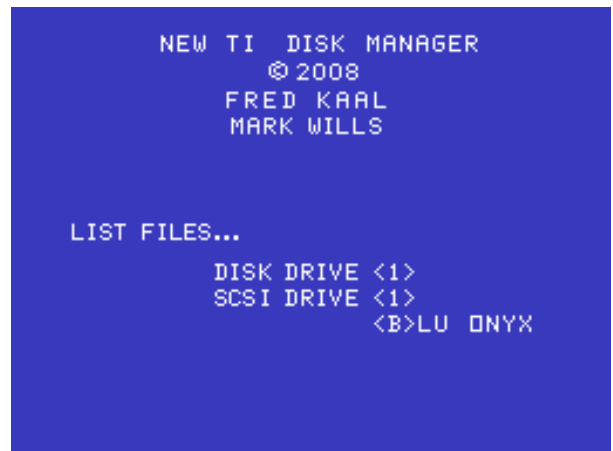 NEW TI DISK MANAGER
© 2008
FRED KAAL
MARK WILLS
LIST FILES...
DISK DRIVE <1>
SCSI DRIVE <1>
<B>LU ONYX